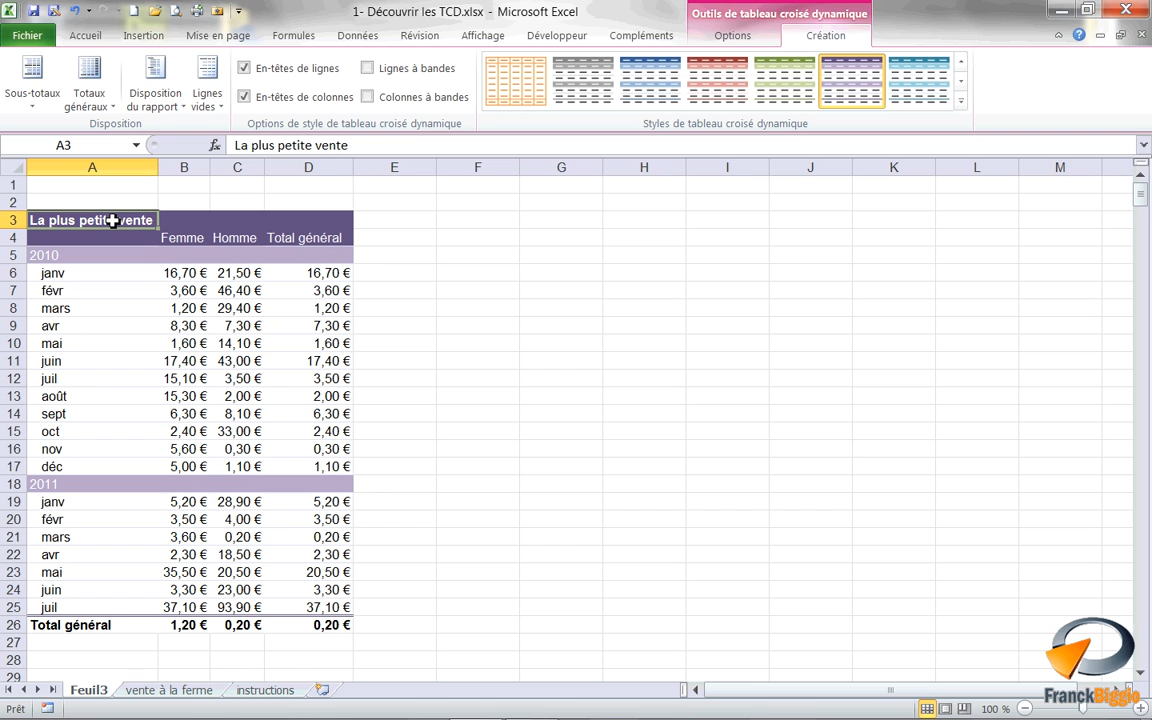 1- Découvrir les TCD.xlsx - Microsoft Excel
Outils de tableau croisé dynamique
Fichier Accueil Insertion Mise en page Formules Données Révision Affichage Développeur Compléments Options Création
Sous-totaux
Totaux généraux
Disposition du rapport
Lignes vides
En-têtes de lignes Lignes à bandes
En-têtes de colonnes Colonnes à bandes
Disposition Options de style de tableau croisé dynamique Styles de tableau croisé dynamique
A3 fx La plus petite vente
A B C D E F G H I J K L M
1
2
3 La plus petite vente
4 Femme Homme Total général
5 2010
6 janv 16,70 € 21,50 € 16,70 €
7 févr 3,60 € 46,40 € 3,60 €
8 mars 1,20 € 29,40 € 1,20 €
9 avr 8,30 € 7,30 € 7,30 €
10 mai 1,60 € 14,10 € 1,60 €
11 juin 17,40 € 43,00 € 17,40 €
12 juil 15,10 € 3,50 € 3,50 €
13 août 15,30 € 2,00 € 2,00 €
14 sept 6,30 € 8,10 € 6,30 €
15 oct 2,40 € 33,00 € 2,40 €
16 nov 5,60 € 0,30 € 0,30 €
17 déc 5,00 € 1,10 € 1,10 €
18 2011
19 janv 5,20 € 28,90 € 5,20 €
20 févr 3,50 € 4,00 € 3,50 €
21 mars 3,60 € 0,20 € 0,20 €
22 avr 2,30 € 18,50 € 2,30 €
23 mai 35,50 € 20,50 € 20,50 €
24 juin 3,30 € 23,00 € 3,30 €
25 juil 37,10 € 93,90 € 37,10 €
26 Total général 1,20 € 0,20 € 0,20 €
27
28
29
FranckBiggio
Feuil3 vente à la ferme instructions
Prêt 100 %